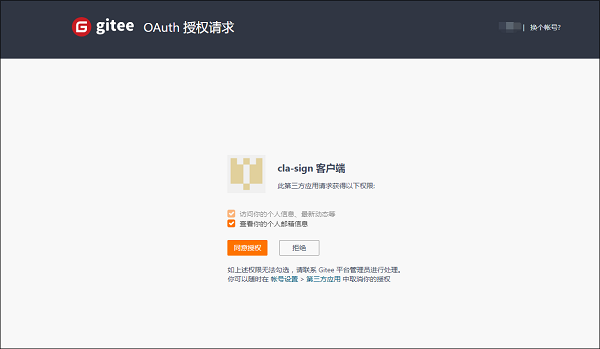 gitee OAuth 授权请求
| 换个帐号?
cla-sign 客户端
此第三方应用请求获得以下权限:
访问你的个人信息、最新动态等
查看你的个人邮箱信息
同意授权 拒绝
如上述权限无法勾选，请联系 Gitee 平台管理员进行处理。
你可以随时在 帐号设置 > 第三方应用 中取消你的授权